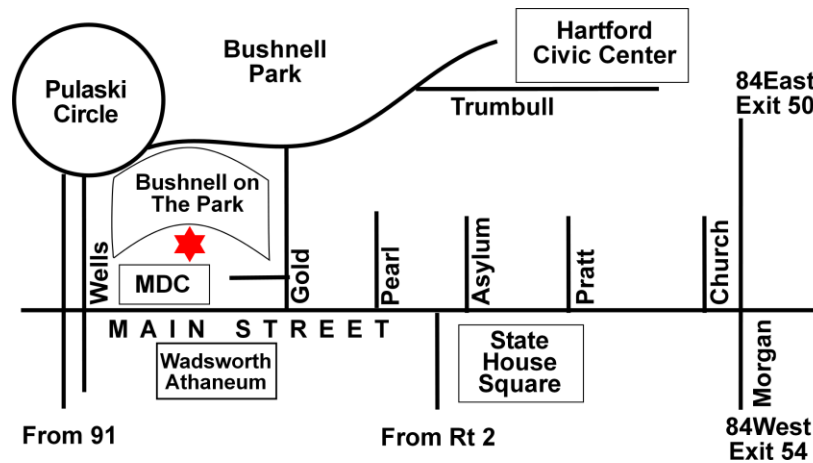 Bushnell
Park
Hartford
Civic Center
Pulaski
Circle
Trumbull
84East
Exit 50
Bushnell on
The Park
Wells
MDC
Gold
Pearl
Asylum
Pratt
Church
MAIN STREET
Wadsworth
Athaneum
State
House
Square
Morgan
From 91
From Rt 2
84West
Exit 54